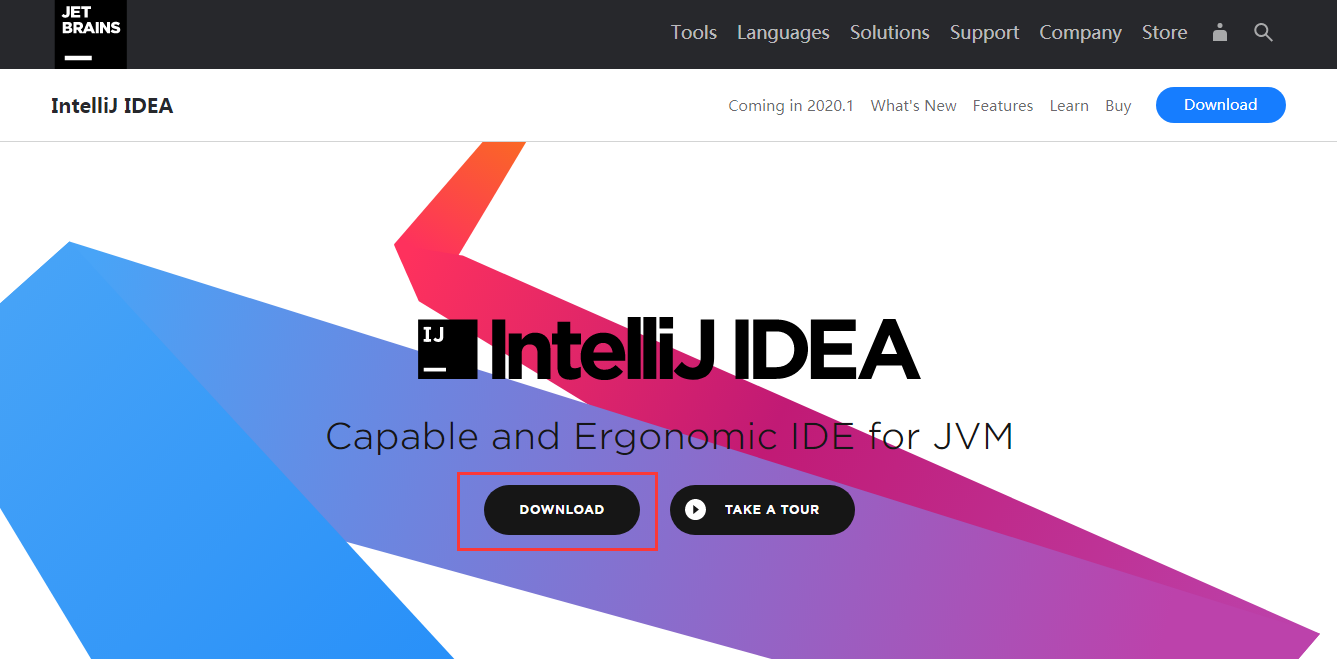 JET
BRAINS
Tools Languages Solutions Support Company Store
IntelliJ IDEA
Coming in 2020.1 What's New Features Learn Buy Download
IJ IntelliJ IDEA
Capable and Ergonomic IDE for JVM
DOWNLOAD TAKE A TOUR